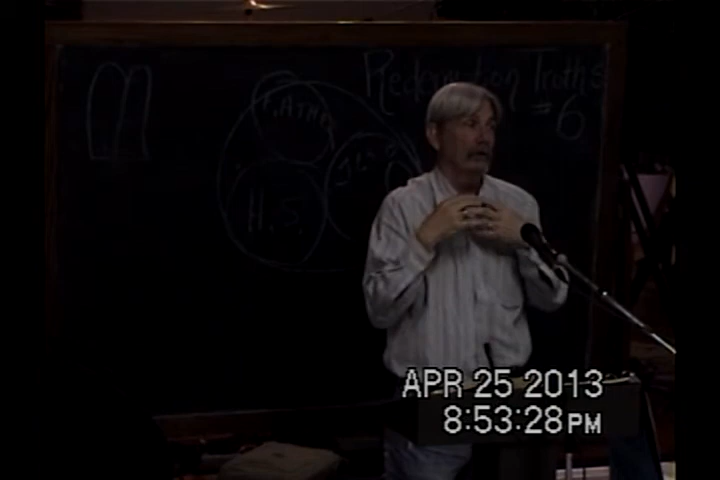 Redemption Truths
#6
FATHER
H.S.
APR 25 2013
8:53:28PM